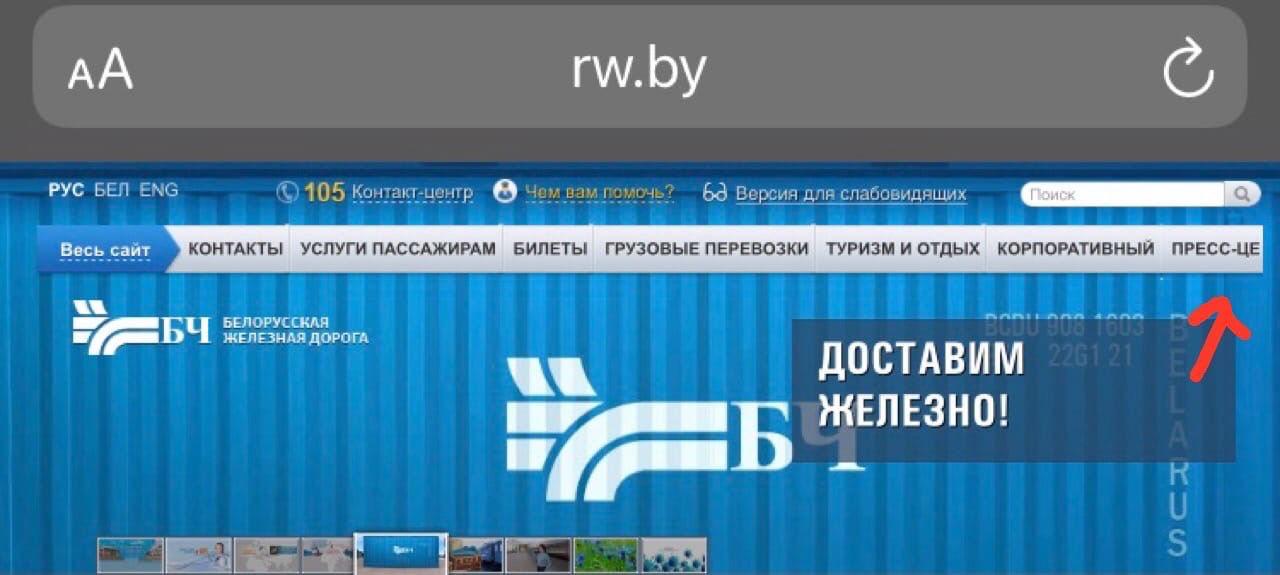 AA
rw.by
РУС БЕЛ ENG
105 Контакт-центр
Чем вам помочь?
Версия для слабовидящих
Поиск
Весь сайт
КОНТАКТЫ
УСЛУГИ ПАССАЖИРАМ
БИЛЕТЫ
ГРУЗОВЫЕ ПЕРЕВОЗКИ
ТУРИЗМ И ОТДЫХ
КОРПОРАТИВНЫЙ
ПРЕСС-ЦЕ
БЧ
БЕЛОРУССКАЯ
ЖЕЛЕЗНАЯ ДОРОГА
БЧ
BCDU 908 1603
22G1 21
ДОСТАВИМ
ЖЕЛЕЗНО!
BELARUS